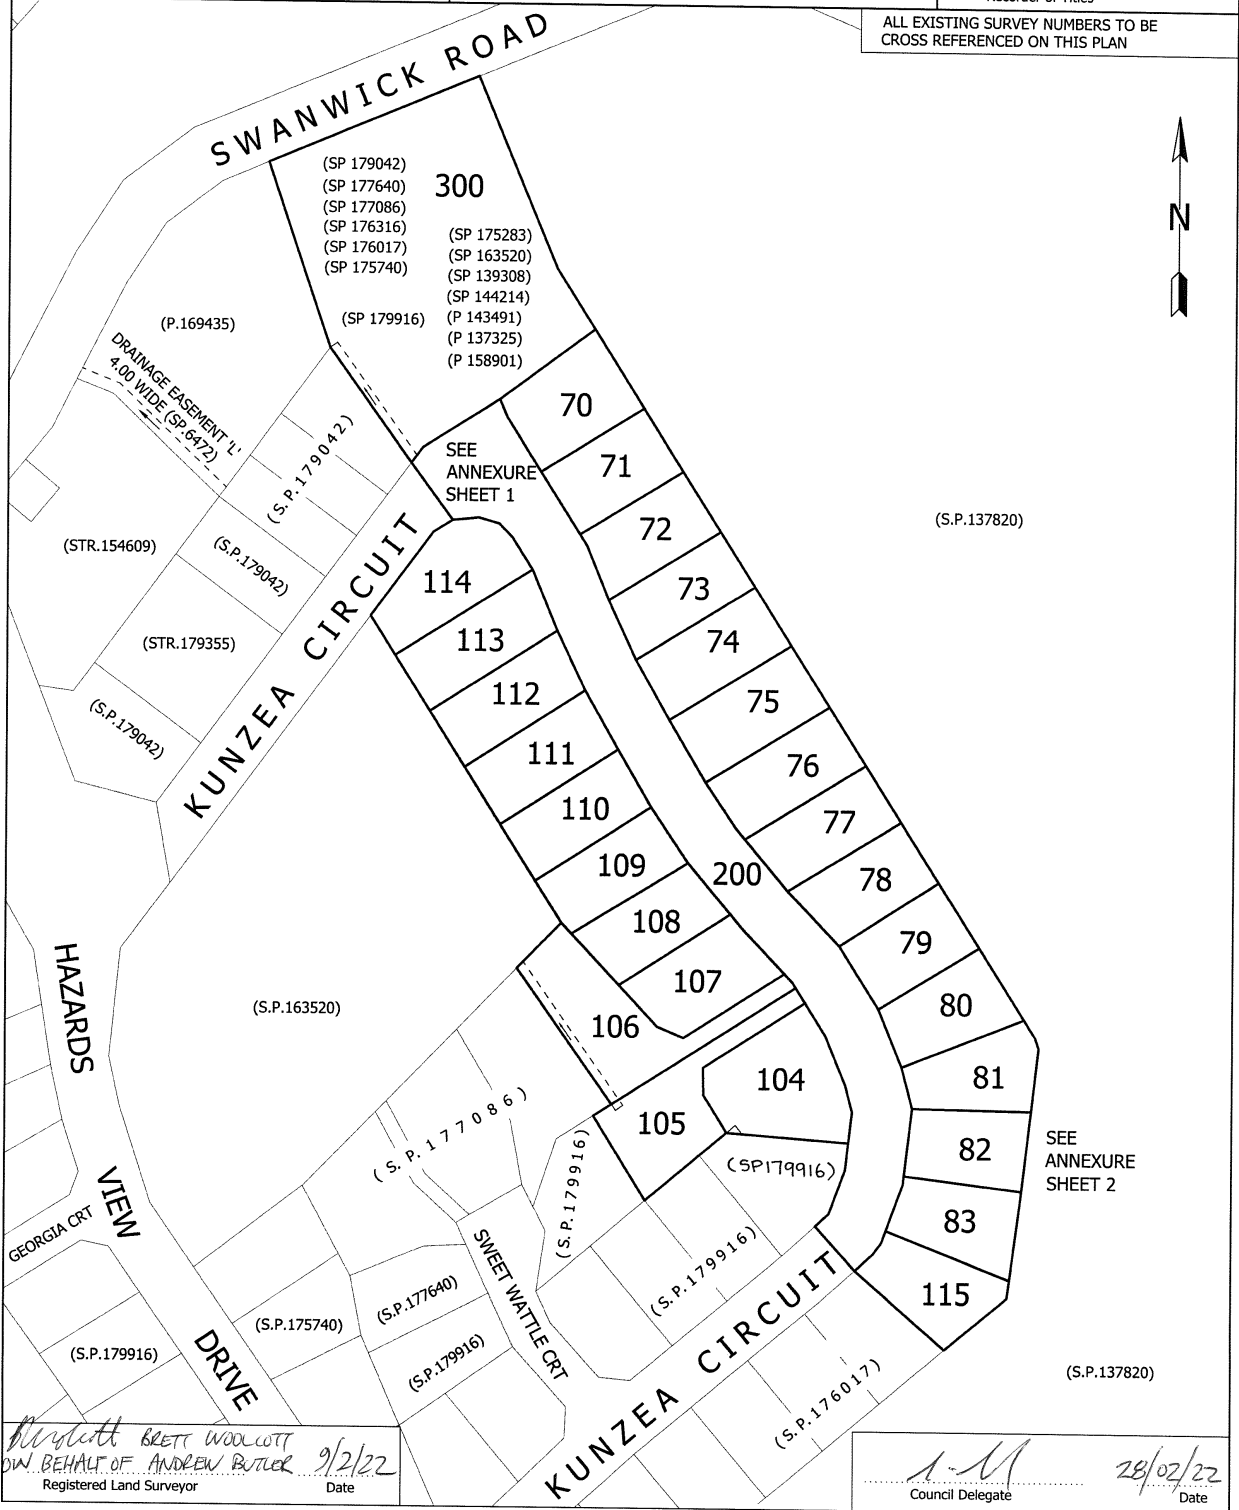 ALL EXISTING SURVEY NUMBERS TO BE
CROSS REFERENCED ON THIS PLAN
SWANWICK ROAD
N
(SP 179042)
(SP 177640)
(SP 177086)
(SP 176316)
(SP 176017)
(SP 175740)
300
(SP 175283)
(SP 163520)
(SP 139308)
(SP 144214)
(P 143491)
(P 137325)
(P 158901)
(SP 179916)
(P.169435)
DRAINAGE EASEMENT 'L'
4.00 WIDE (SP.6472)
(S.P.179042)
SEE
ANNEXURE
SHEET 1
70
71
72
73
74
75
76
77
78
79
80
81
82
83
115
(S.P.137820)
(STR.154609)
(S.P.179042)
(STR.179355)
(S.P.179042)
KUNZEA CIRCUIT
114
113
112
111
110
109
108
107
106
105
104
200
(S.P.163520)
HAZARDS
VIEW
DRIVE
GEORGIA CRT
(S.P.177086)
(S.P.179916)
(SP179916)
(S.P.179916)
SEE
ANNEXURE
SHEET 2
SWEET WATTLE CRT
(S.P.177640)
(S.P.175740)
(S.P.179916)
(S.P.179916)
KUNZEA CIRCUIT
(S.P.176017)
(S.P.137820)
BRETT WOOLCOTT
ON BEHALF OF ANDREW BUTLER 9/2/22
Registered Land Surveyor Date
28/02/22
Council Delegate Date